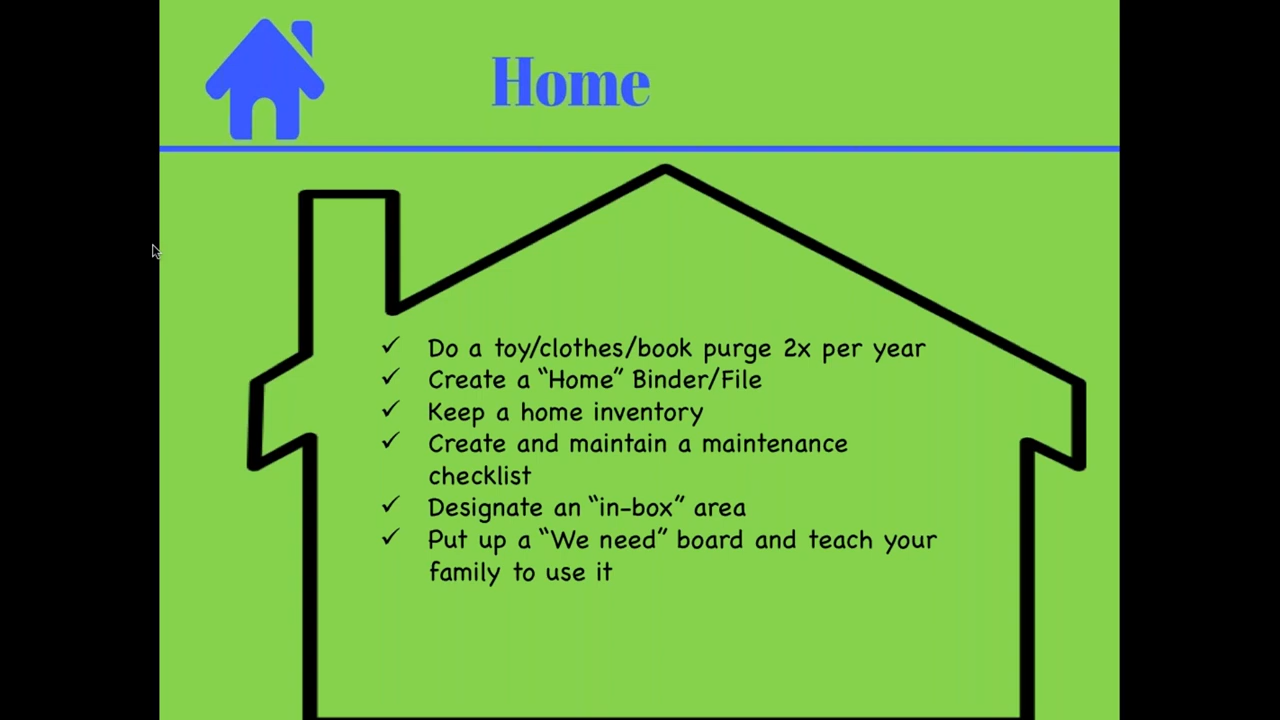 Home
✓ Do a toy/clothes/book purge 2x per year
✓ Create a “Home” Binder/File
✓ Keep a home inventory
✓ Create and maintain a maintenance
checklist
✓ Designate an “in-box” area
✓ Put up a “We need” board and teach your
family to use it